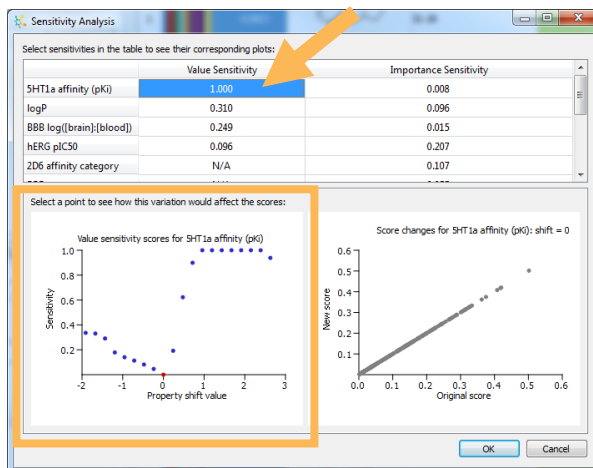 Sensitivity Analysis
Select sensitivities in the table to see their corresponding plots:
Value Sensitivity Importance Sensitivity
5HT1a affinity (pKi) 1.000 0.008
logP 0.310 0.096
BBB log([brain]:[blood]) 0.249 0.015
hERG pIC50 0.096 0.207
2D6 affinity category N/A 0.107
Select a point to see how this variation would affect the scores:
Value sensitivity scores for 5HT1a affinity (pKi)
1.0
0.8
0.6
0.4
0.2
Sensitivity
-2 -1 0 1 2 3
Property shift value
Score changes for 5HT1a affinity (pKi): shift = 0
0.6
0.5
0.4
0.3
0.2
0.1
New score
0.0 0.1 0.2 0.3 0.4 0.5 0.6
Original score
OK Cancel